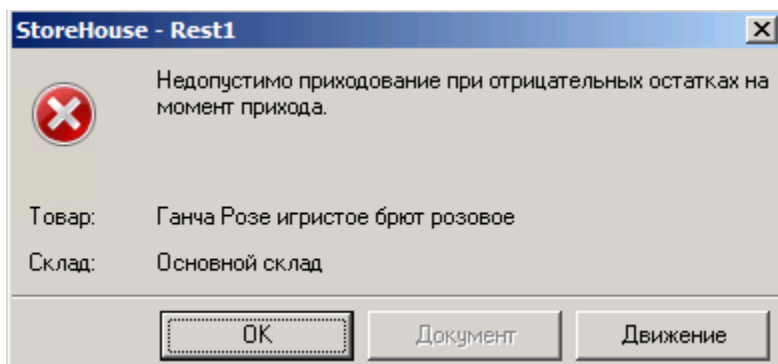 StoreHouse - Rest1
Недопустимо приходование при отрицательных остатках на
момент прихода.
Товар: Ганча Розе игристое брют розовое
Склад: Основной склад
OK Документ Движение